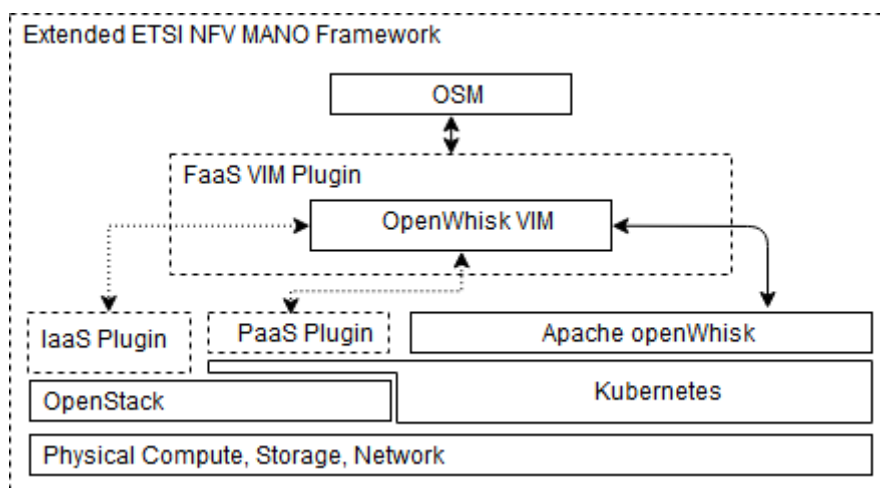 Extended ETSI NFV MANO Framework
OSM
FaaS VIM Plugin
OpenWhisk VIM
IaaS Plugin
PaaS Plugin
Apache openWhisk
Kubernetes
OpenStack
Physical Compute, Storage, Network